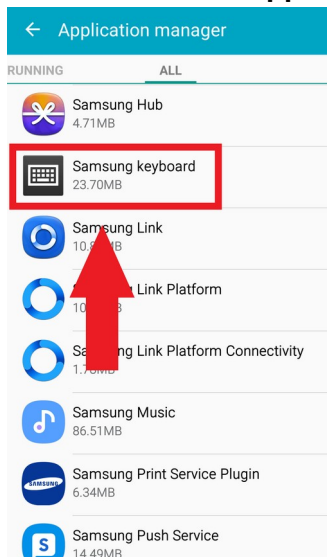 Application manager
RUNNING
ALL
Samsung Hub
4.71MB
Samsung keyboard
23.70MB
Samsung Link
Link Platform
Link Platform Connectivity
Samsung Music
86.51MB
Samsung Print Service Plugin
SAMSUNG
6.34MB
Samsung Push Service
S
14.49MB